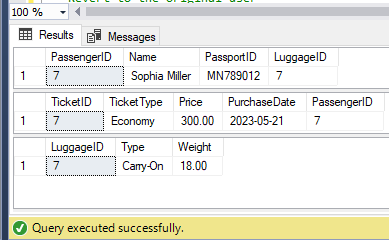 Revert to the original user
100 %
Results Messages
PassengerID Name PassportID LuggageID
1 7 Sophia Miller MN789012 7
TicketID TicketType Price PurchaseDate PassengerID
1 7 Economy 300.00 2023-05-21 7
LuggageID Type Weight
1 7 Carry-On 18.00
Query executed successfully.